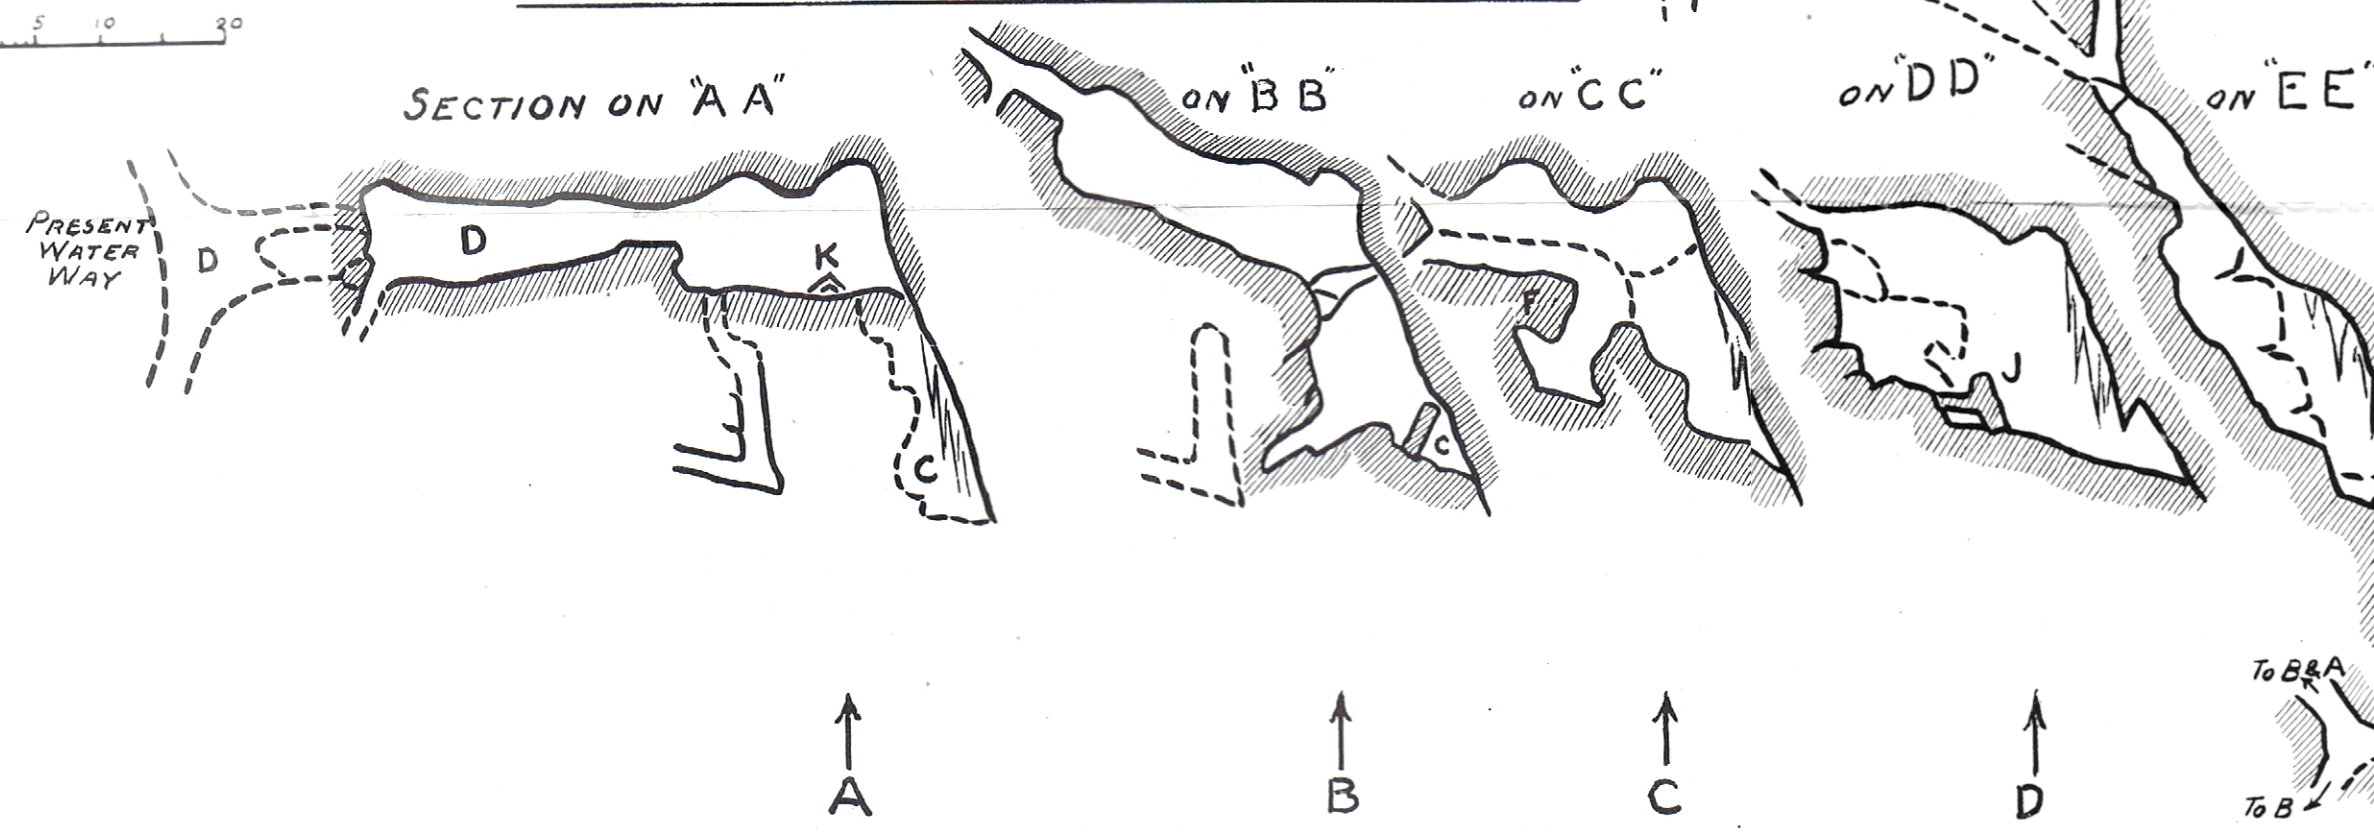 5 10 20
SECTION ON "A A"
ON "B B"
ON "C C"
ON "D D"
ON "E E"
PRESENT
WATER
WAY
D
D
K
C
C
F
J
TO B & A
TO B
A
B
C
D